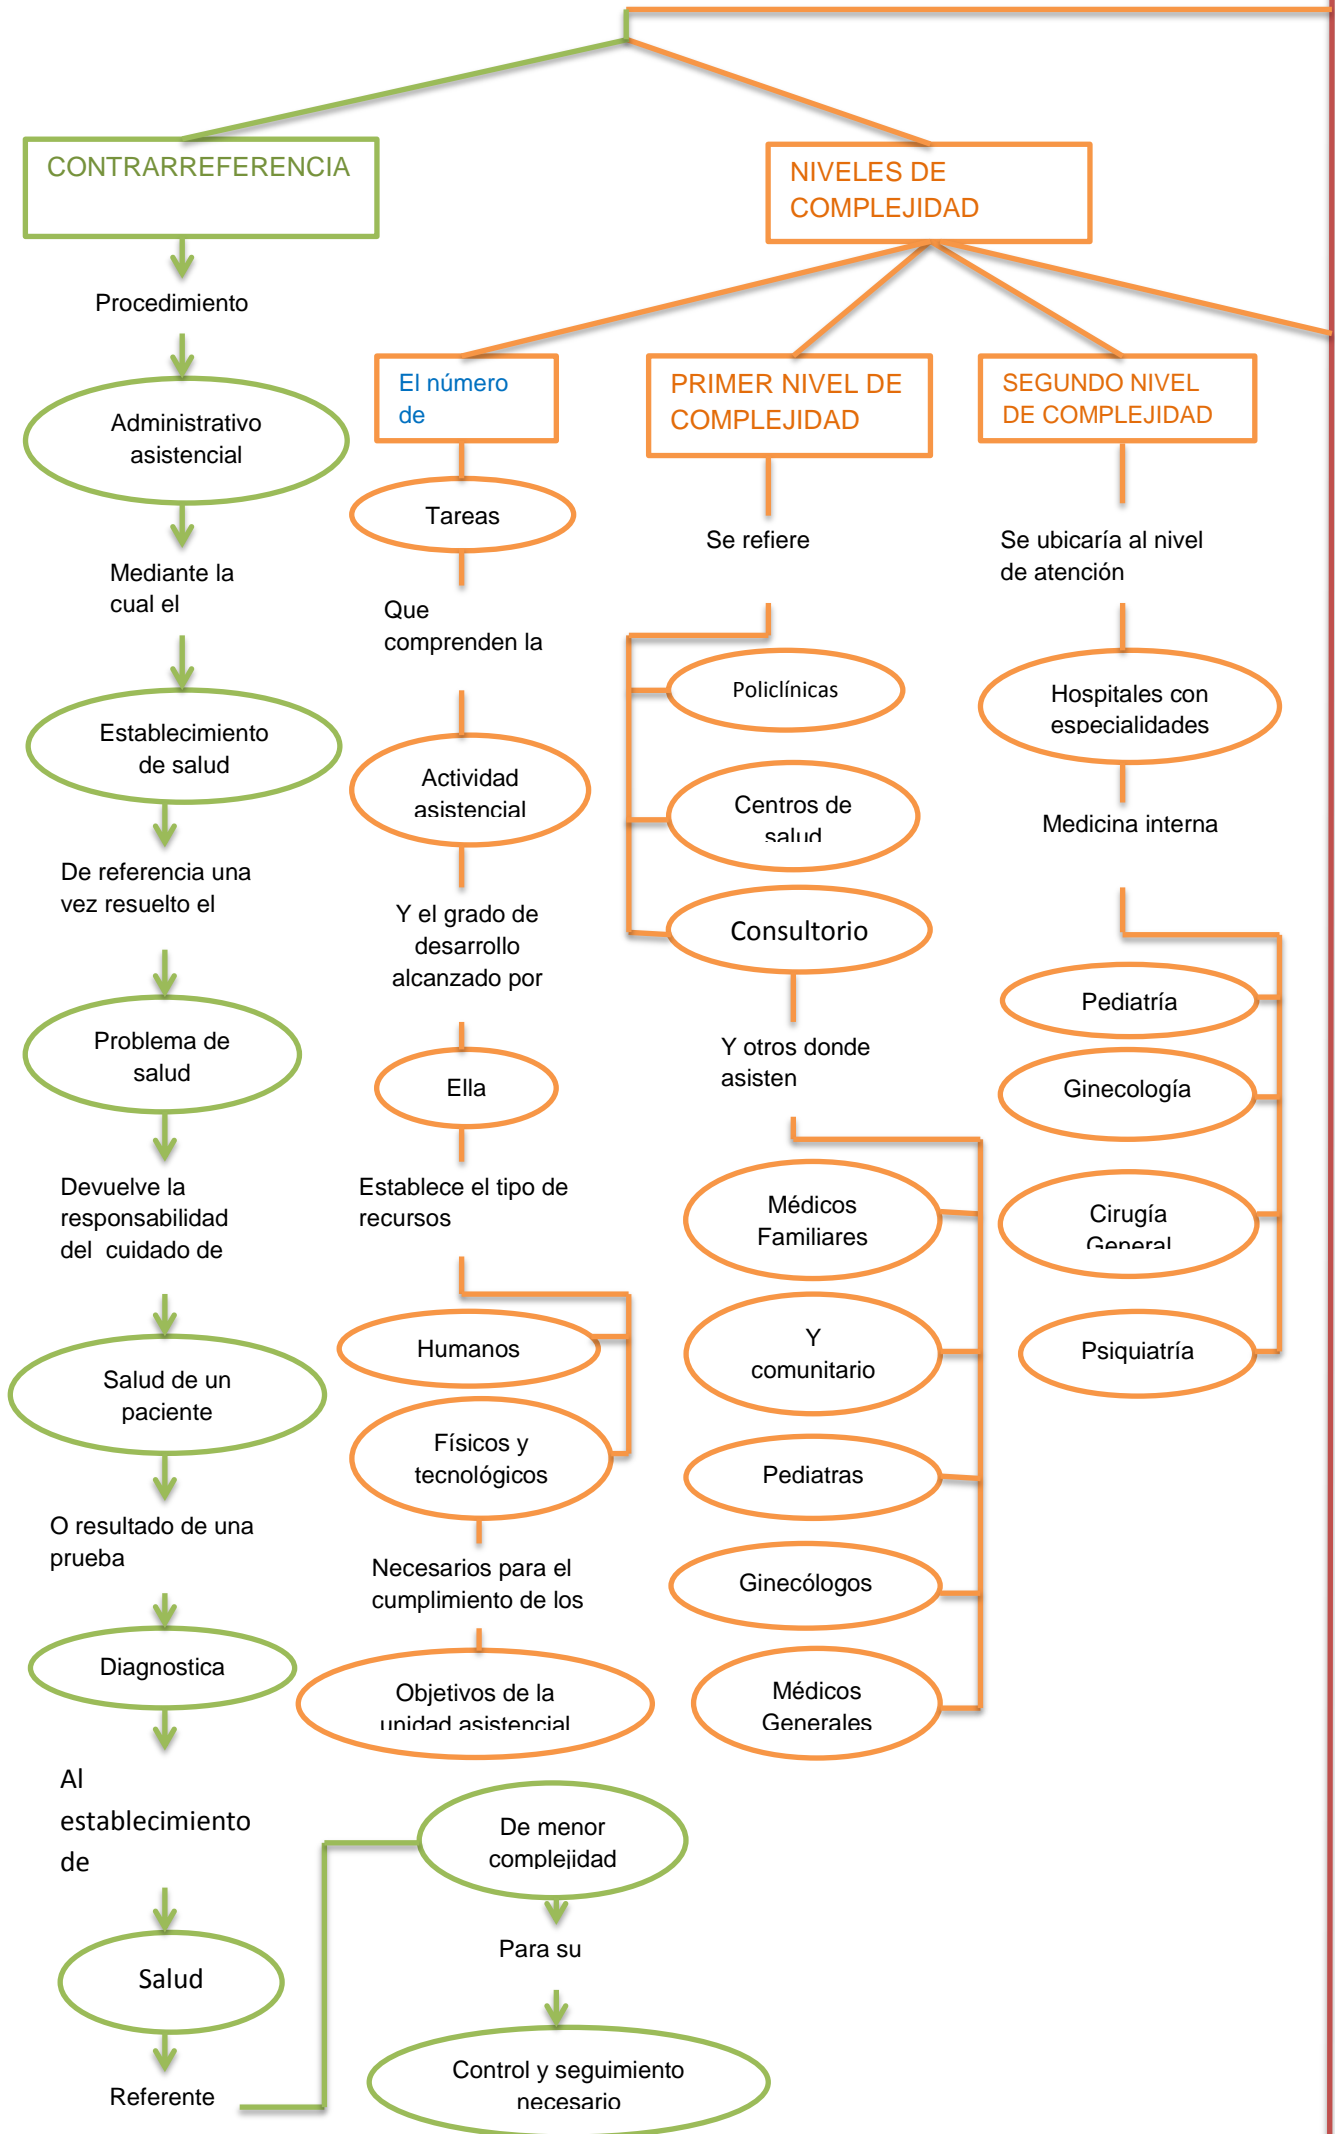 CONTRARREFERENCIA
Procedimiento
Administrativo
asistencial
Mediante la
cual el
Establecimiento
de salud
De referencia una
vez resuelto el
Problema de
salud
Devuelve la
responsabilidad
del cuidado de
Salud de un
paciente
O resultado de una
prueba
Diagnostica
Al
establecimiento
de
Salud
Referente
De menor
complejidad
Para su
Control y seguimiento
necesario
NIVELES DE
COMPLEJIDAD
El número
de
Tareas
Que
comprenden la
Actividad
asistencial
Y el grado de
desarrollo
alcanzado por
Ella
Establece el tipo de
recursos
Humanos
Físicos y
tecnológicos
Necesarios para el
cumplimiento de los
Objetivos de la
unidad asistencial
PRIMER NIVEL DE
COMPLEJIDAD
Se refiere
Policlínicas
Centros de
salud
Consultorio
Y otros donde
asisten
Médicos
Familiares
Y
comunitario
Pediatras
Ginecólogos
Médicos
Generales
SEGUNDO NIVEL
DE COMPLEJIDAD
Se ubicaría al nivel
de atención
Hospitales con
especialidades
Medicina interna
Pediatría
Ginecología
Cirugía
General
Psiquiatría